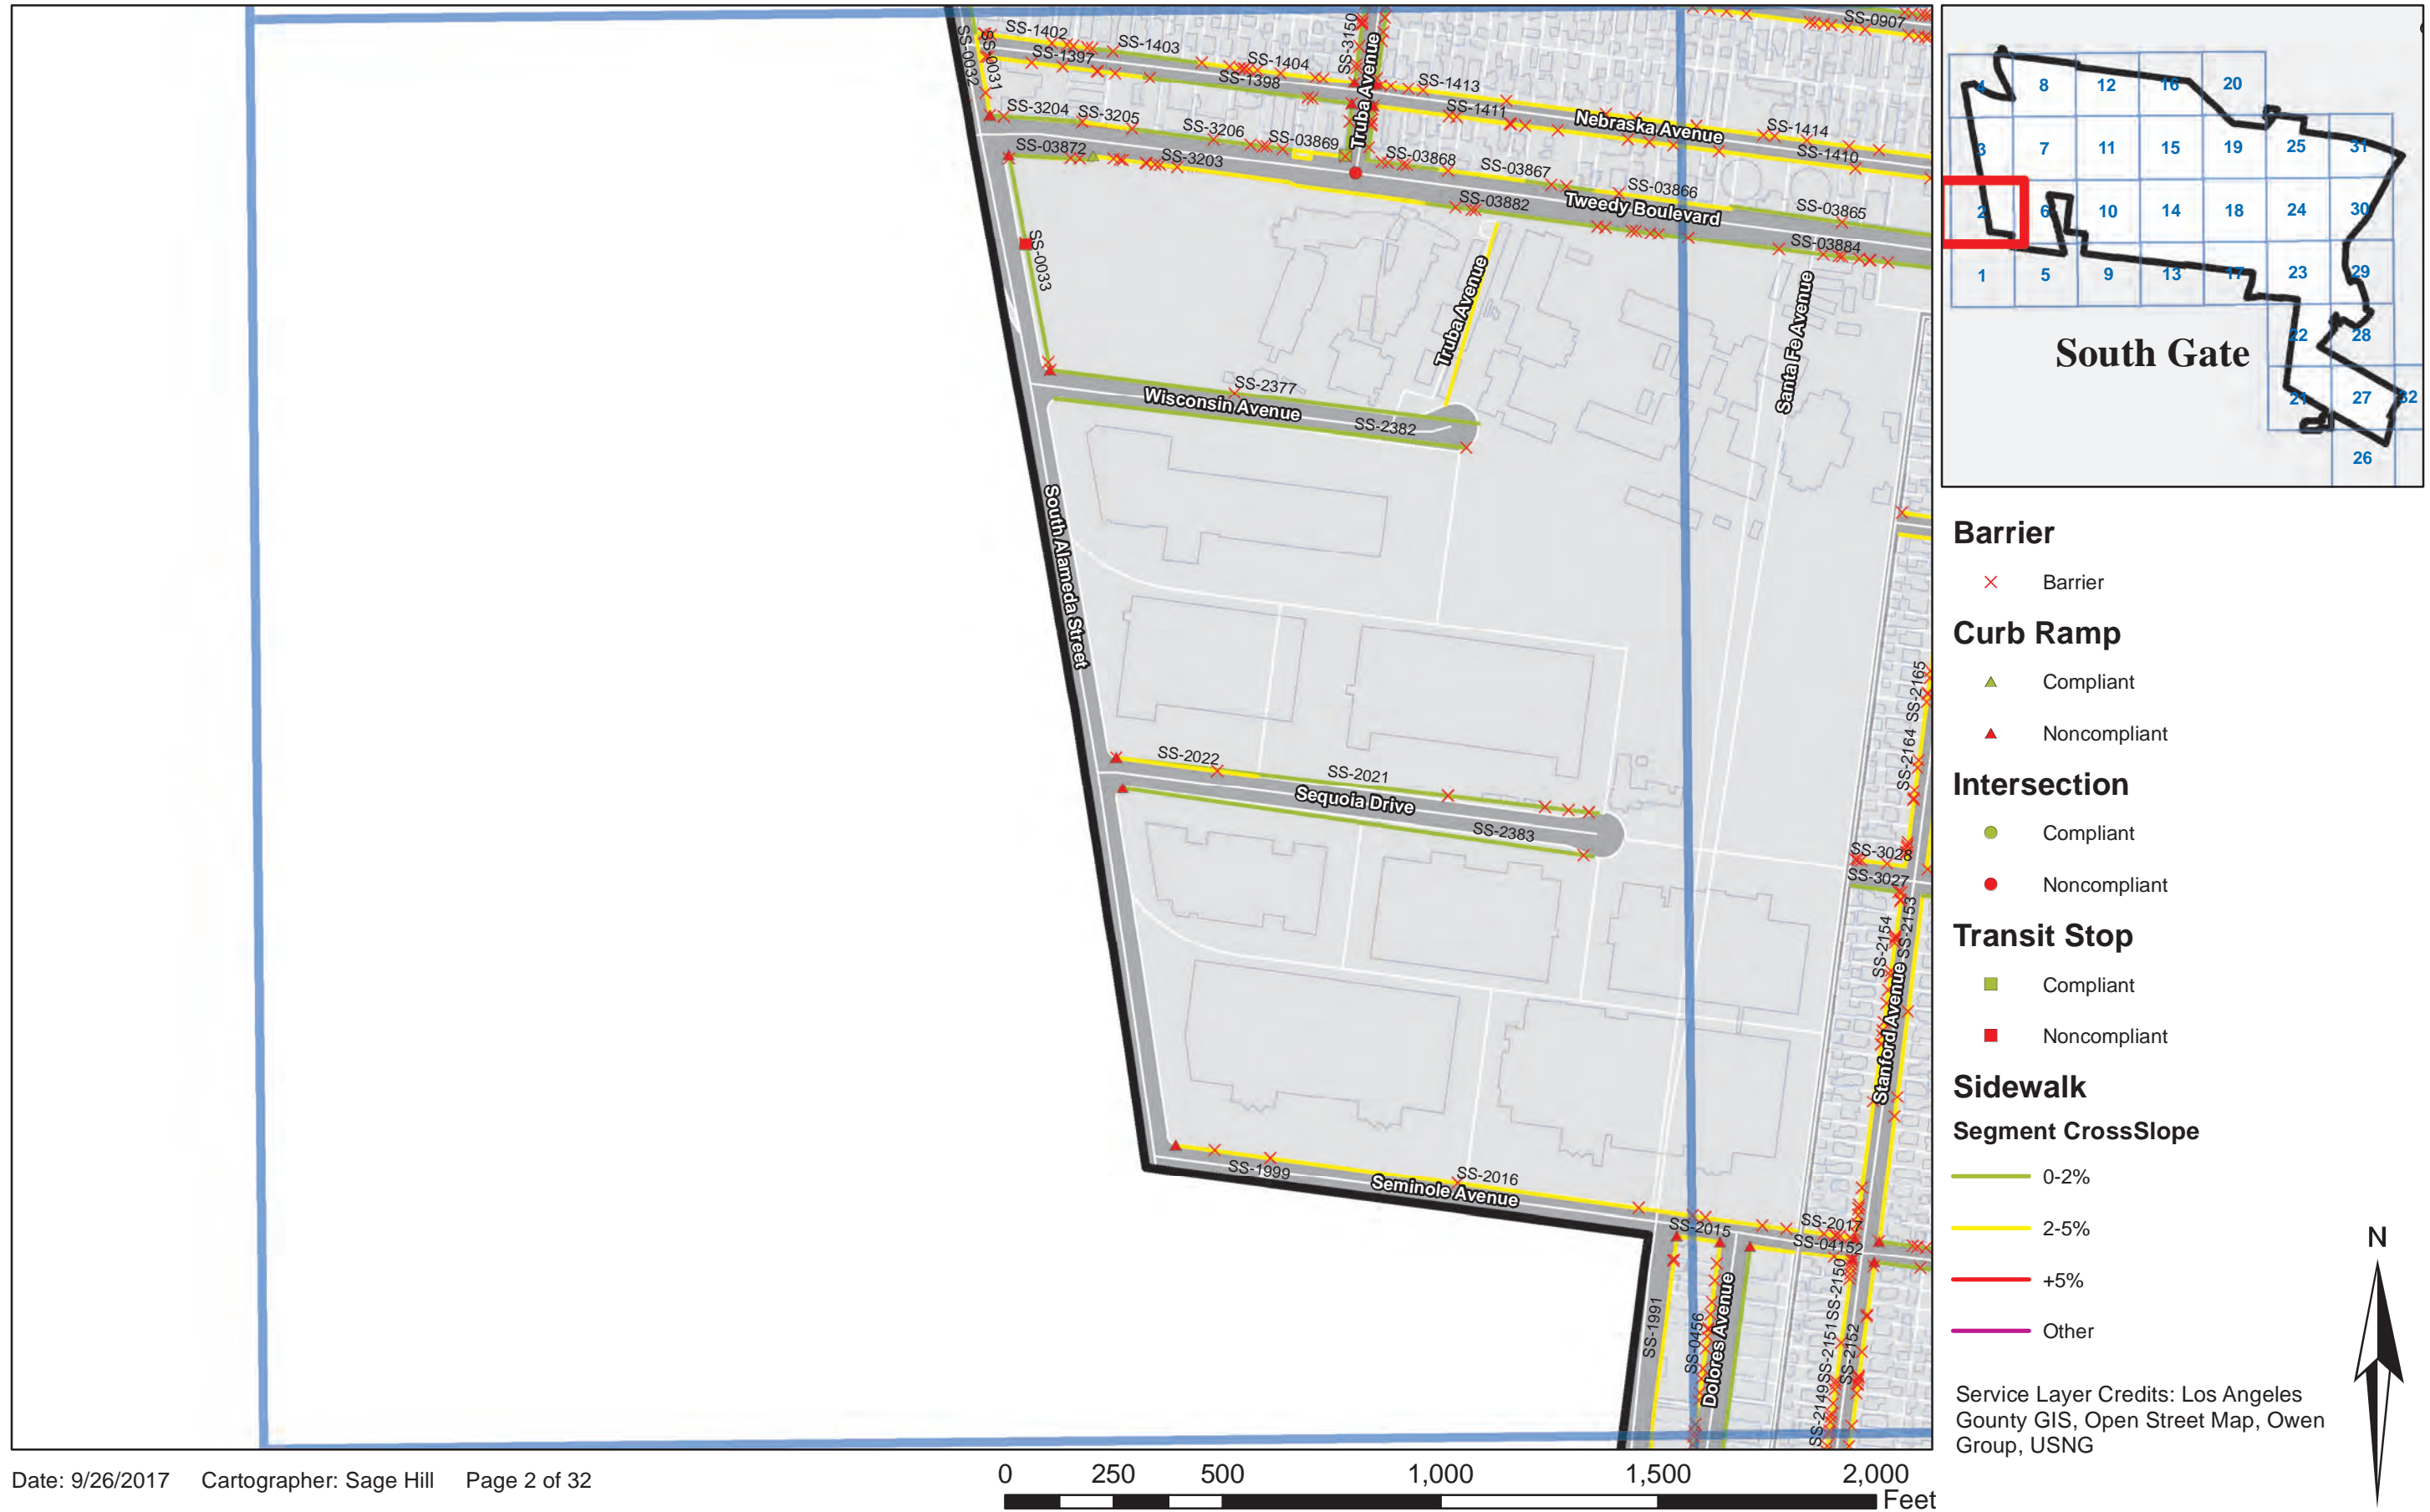 SS-1402
SS-1403
SS-1404
SS-3150
SS-0907
SS-0032
SS-0031
SS-1397
SS-1398
Truba Avenue
SS-1413
SS-1411
Nebraska Avenue
SS-1414
SS-1410
SS-3204
SS-3205
SS-3206
SS-03869
SS-03868
SS-03867
SS-03866
SS-03865
SS-03872
SS-3203
SS-03882
Tweedy Boulevard
SS-03884
SS-0033
Truba Avenue
Santa Fe Avenue
SS-2377
Wisconsin Avenue
SS-2382
South Alameda Street
SS-2165
SS-2164
SS-2022
SS-2021
Sequoia Drive
SS-2383
SS-3028
SS-3027
SS-2154
SS-2153
Stanford Avenue
SS-1999
SS-2016
Seminole Avenue
SS-2015
SS-2017
SS-04152
SS-1991
SS-0456
Dolores Avenue
SS-2150
SS-2151
SS-2149
SS-2152
4 8 12 16 20
3 7 11 15 19 25 31
2 6 10 14 18 24 30
1 5 9 13 17 23 29
22 28
21 27 32
26
South Gate
Barrier
Barrier
Curb Ramp
Compliant
Noncompliant
Intersection
Compliant
Noncompliant
Transit Stop
Compliant
Noncompliant
Sidewalk
Segment CrossSlope
0-2%
2-5%
+5%
Other
N
Service Layer Credits: Los Angeles
Gounty GIS, Open Street Map, Owen
Group, USNG
Date: 9/26/2017 Cartographer: Sage Hill Page 2 of 32
0 250 500 1,000 1,500 2,000
Feet